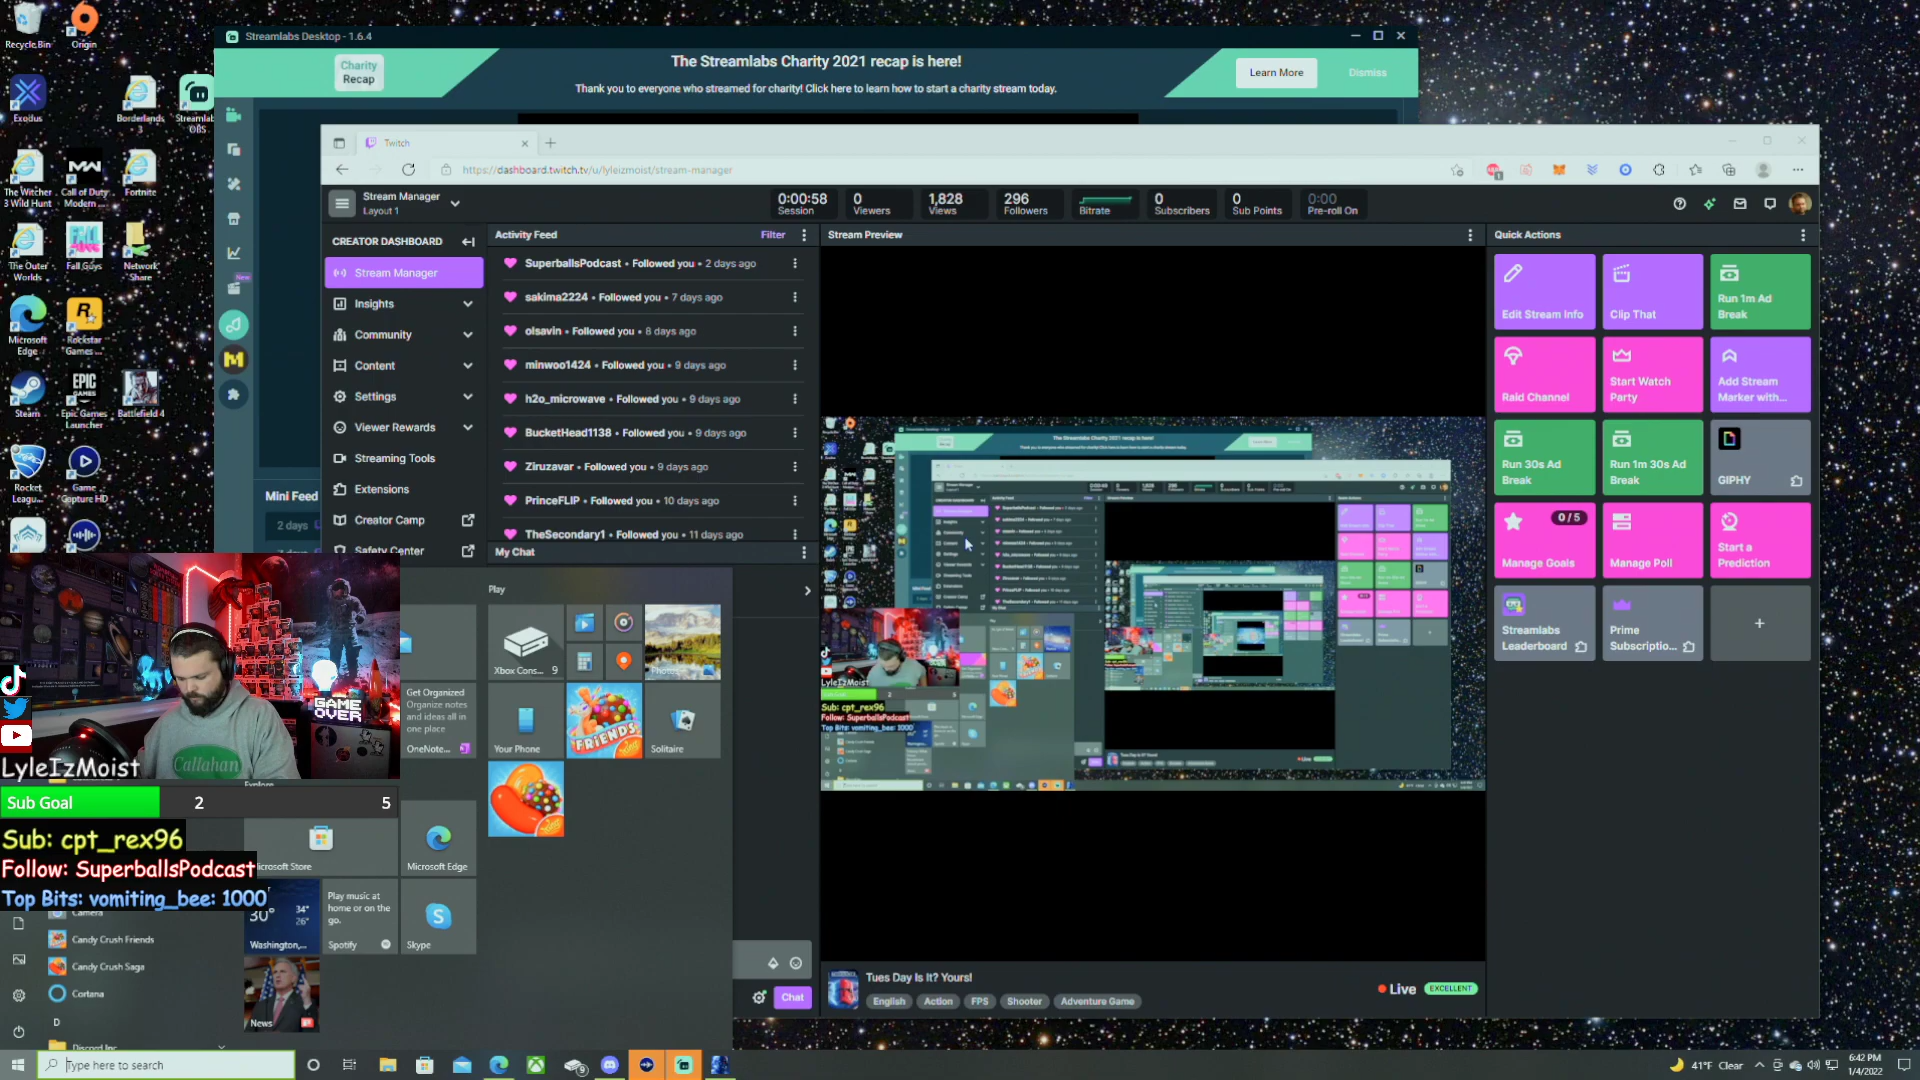 Recycle Bin
Origin
Exodus
Borderlands 3
Streamlabs OBS
The Witcher 3 Wild Hunt
Call of Duty Modern ...
Fortnite
The Outer Worlds
Fall Guys
Network Share
Microsoft Edge
Rockstar Games ...
Steam
Epic Games Launcher
Battlefield 4
Rocket Leagu...
Game Capture HD
Streamlabs Desktop - 1.6.4
Charity Recap
The Streamlabs Charity 2021 recap is here!
Thank you to everyone who streamed for charity! Click here to learn how to start a charity stream today.
Learn More
Dismiss
New
Mini Feed
2 days
Twitch
https://dashboard.twitch.tv/u/lyleizmoist/stream-manager
Stream Manager
Layout 1
0:00:58
Session
0
Viewers
1,828
Views
296
Followers
Bitrate
0
Subscribers
0
Sub Points
0:00
Pre-roll On
CREATOR DASHBOARD
Stream Manager
Insights
Community
Content
Settings
Viewer Rewards
Streaming Tools
Extensions
Creator Camp
Safety Center
Activity Feed
Filter
SuperballsPodcast • Followed you • 2 days ago
sakima2224 • Followed you • 7 days ago
olsavin • Followed you • 8 days ago
minwoo1424 • Followed you • 9 days ago
h2o_microwave • Followed you • 9 days ago
BucketHead1138 • Followed you • 9 days ago
Ziruzavar • Followed you • 9 days ago
PrinceFLIP • Followed you • 10 days ago
TheSecondary1 • Followed you • 11 days ago
My Chat
Chat
Stream Preview
Tues Day Is It? Yours!
English
Action
FPS
Shooter
Adventure Game
Live
EXCELLENT
Quick Actions
Edit Stream Info
Clip That
Run 1m Ad Break
Raid Channel
Start Watch Party
Add Stream Marker with...
Run 30s Ad Break
Run 1m 30s Ad Break
GIPHY
0 / 5
Manage Goals
Manage Poll
Start a Prediction
Streamlabs Leaderboard
Prime Subscriptio...
Play
Xbox Cons...
9
Photos
Get Organized
Organize notes and ideas all in one place
OneNote...
Your Phone
FRIENDS
Solitaire
Explore
Microsoft Store
Microsoft Edge
30°
34°
26°
Washington,...
Play music at home or on the go.
Spotify
Skype
News
Camera
Candy Crush Friends
Candy Crush Saga
Cortana
D
Discord Inc
GAME OVER
Callahan
LyleIzMoist
Sub Goal
2
5
Sub: cpt_rex96
Follow: SuperballsPodcast
Top Bits: vomiting_bee: 1000
Type here to search
41°F Clear
6:42 PM
1/4/2022